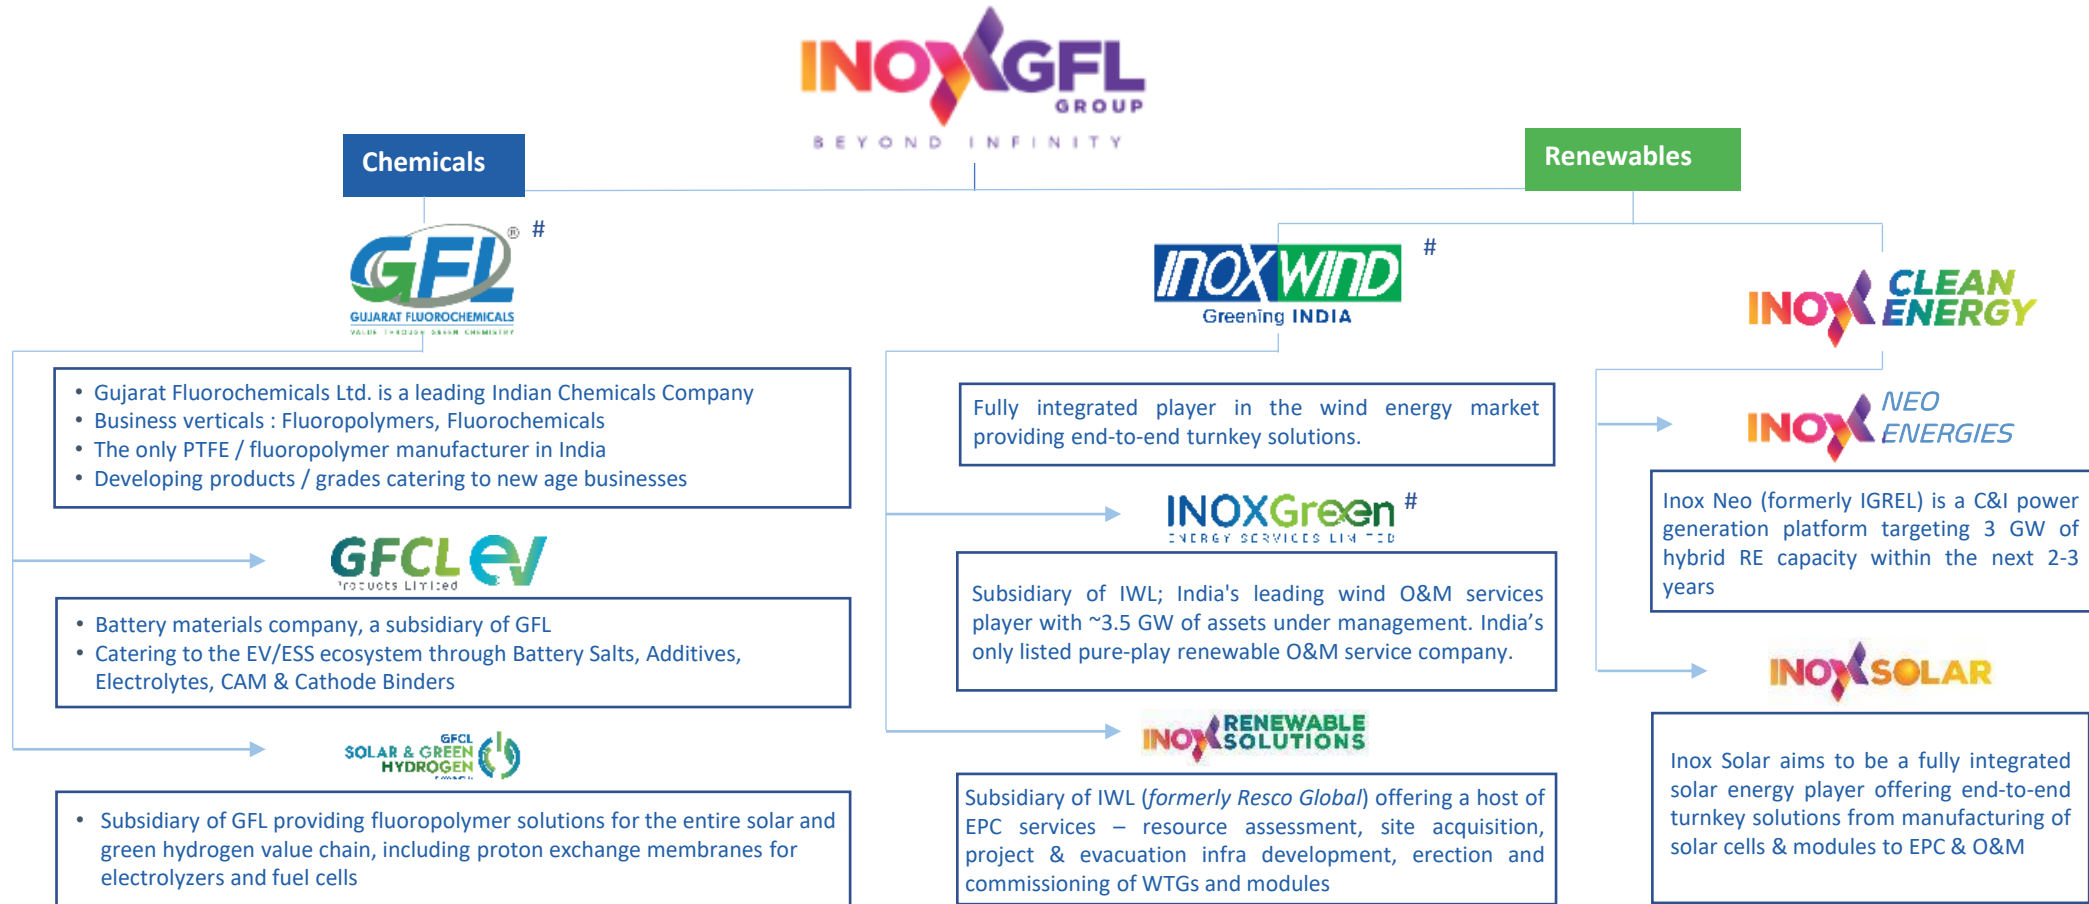 INOXGFL
GROUP
BEYOND INFINITY
Chemicals
Renewables
GFL® #
GUJARAT FLUOROCHEMICALS
VALUE THROUGH GREEN CHEMISTRY
• Gujarat Fluorochemicals Ltd. is a leading Indian Chemicals Company
• Business verticals : Fluoropolymers, Fluorochemicals
• The only PTFE / fluoropolymer manufacturer in India
• Developing products / grades catering to new age businesses
GFCL eV
Products Limited
• Battery materials company, a subsidiary of GFL
• Catering to the EV/ESS ecosystem through Battery Salts, Additives,
Electrolytes, CAM & Cathode Binders
GFCL
SOLAR & GREEN
HYDROGEN
• Subsidiary of GFL providing fluoropolymer solutions for the entire solar and
green hydrogen value chain, including proton exchange membranes for
electrolyzers and fuel cells
INOXWIND #
Greening INDIA
Fully integrated player in the wind energy market
providing end-to-end turnkey solutions.
INOXGreen #
ENERGY SERVICES LIMITED
Subsidiary of IWL; India's leading wind O&M services
player with ~3.5 GW of assets under management. India’s
only listed pure-play renewable O&M service company.
INOX RENEWABLE
SOLUTIONS
Subsidiary of IWL (formerly Resco Global) offering a host of
EPC services – resource assessment, site acquisition,
project & evacuation infra development, erection and
commissioning of WTGs and modules
INOX CLEAN
ENERGY
INOX NEO
ENERGIES
Inox Neo (formerly IGREL) is a C&I power
generation platform targeting 3 GW of
hybrid RE capacity within the next 2-3
years
INOX SOLAR
Inox Solar aims to be a fully integrated
solar energy player offering end-to-end
turnkey solutions from manufacturing of
solar cells & modules to EPC & O&M